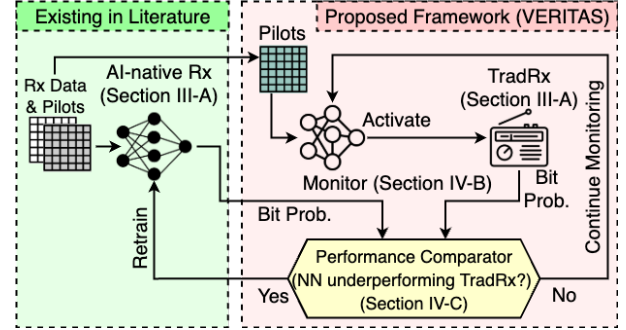 Existing in Literature
Proposed Framework (VERITAS)
Rx Data
& Pilots
AI-native Rx
(Section III-A)
Pilots
TradRx
(Section III-A)
Activate
Monitor (Section IV-B)
Continue Monitoring
Bit
Prob.
Bit Prob.
Retrain
Performance Comparator
(NN underperforming TradRx?)
(Section IV-C)
Yes
No